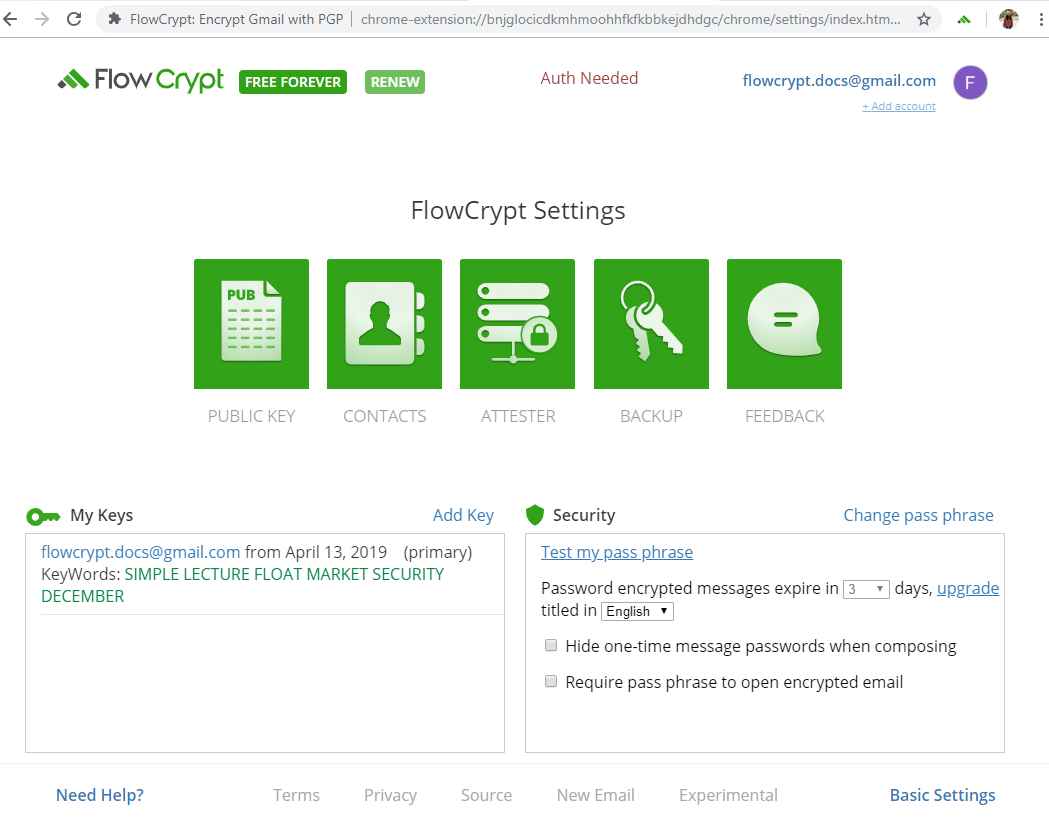 FlowCrypt: Encrypt Gmail with PGP | chrome-extension://bnjglocicdkmhmoohhfkfkbbkejdhdgc/chrome/settings/index.htm...
FlowCrypt FREE FOREVER RENEW Auth Needed flowcrypt.docs@gmail.com F
+ Add account
FlowCrypt Settings
PUB
PUBLIC KEY CONTACTS ATTESTER BACKUP FEEDBACK
My Keys Add Key
flowcrypt.docs@gmail.com from April 13, 2019 (primary)
KeyWords: SIMPLE LECTURE FLOAT MARKET SECURITY
DECEMBER
Security Change pass phrase
Test my pass phrase
Password encrypted messages expire in 3 days, upgrade
titled in English
Hide one-time message passwords when composing
Require pass phrase to open encrypted email
Need Help? Terms Privacy Source New Email Experimental Basic Settings